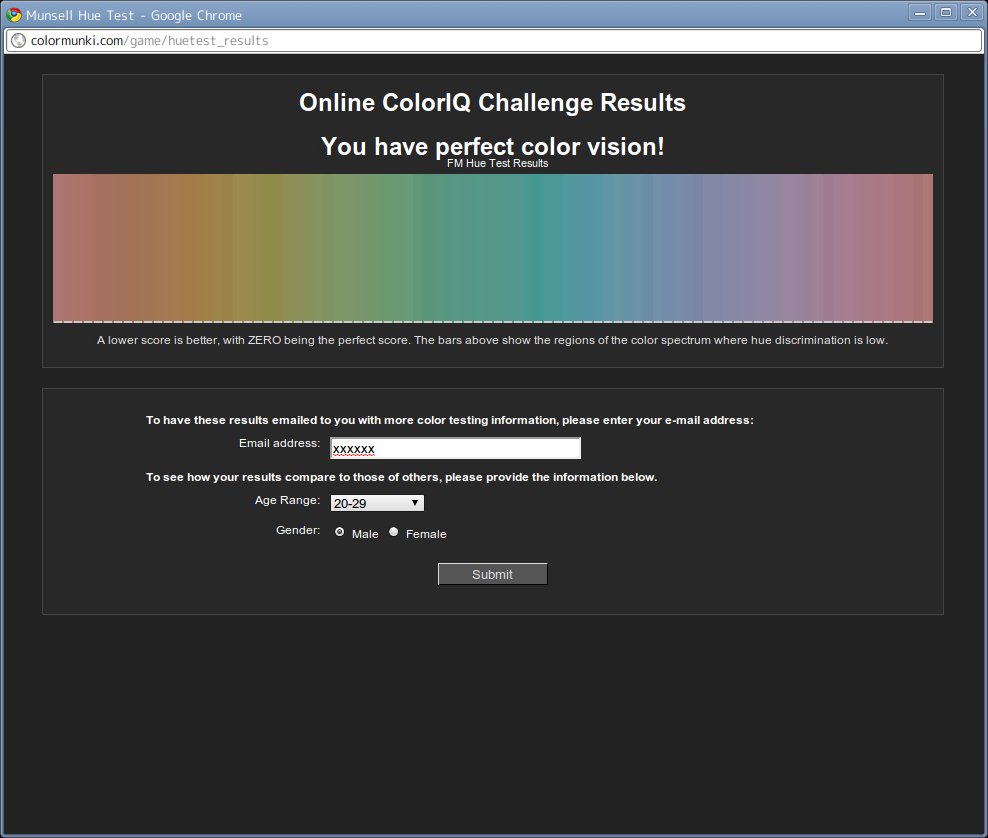 Munsell Hue Test - Google Chrome
colormunki.com/game/huetest_results
Online ColorIQ Challenge Results
You have perfect color vision!
FM Hue Test Results
A lower score is better, with ZERO being the perfect score. The bars above show the regions of the color spectrum where hue discrimination is low.
To have these results emailed to you with more color testing information, please enter your e-mail address:
Email address: xxxxxx
To see how your results compare to those of others, please provide the information below.
Age Range: 20-29
Gender: Male Female
Submit